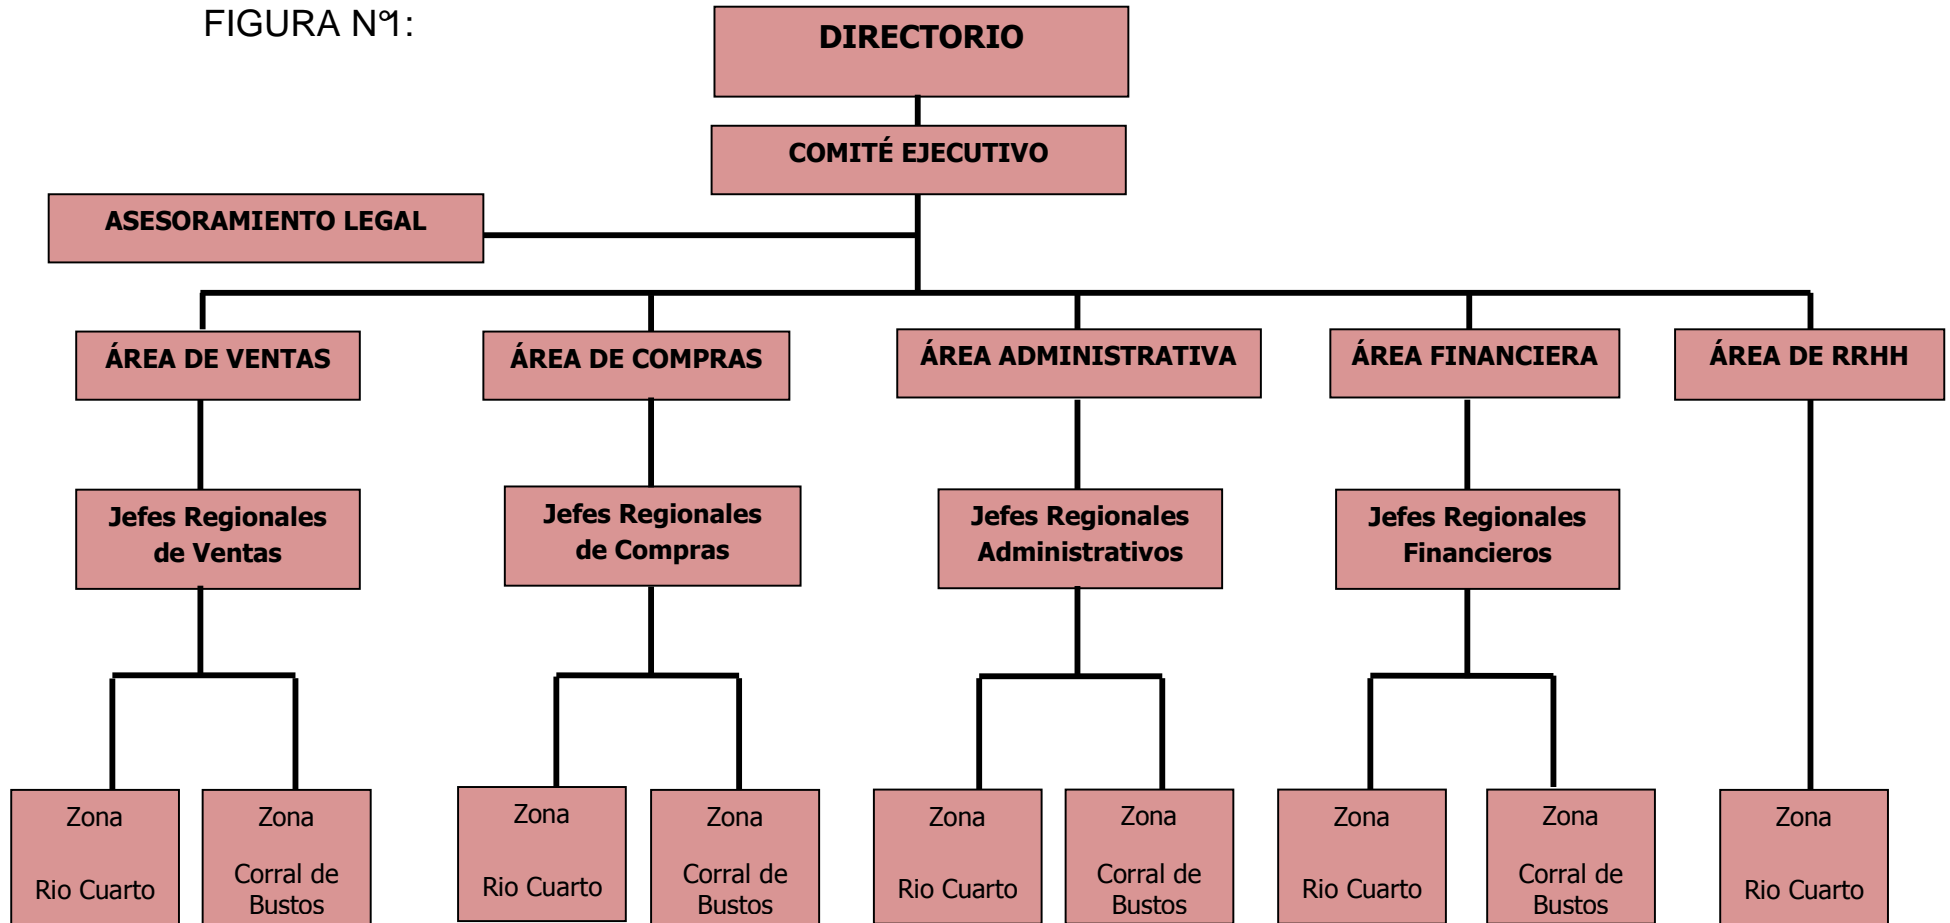 FIGURA Nº1:
DIRECTORIO
COMITÉ EJECUTIVO
ASESORAMIENTO LEGAL
ÁREA DE VENTAS
ÁREA DE COMPRAS
ÁREA ADMINISTRATIVA
ÁREA FINANCIERA
ÁREA DE RRHH
Jefes Regionales
de Ventas
Jefes Regionales
de Compras
Jefes Regionales
Administrativos
Jefes Regionales
Financieros
Zona
Rio Cuarto
Zona
Corral de
Bustos
Zona
Rio Cuarto
Zona
Corral de
Bustos
Zona
Rio Cuarto
Zona
Corral de
Bustos
Zona
Rio Cuarto
Zona
Corral de
Bustos
Zona
Rio Cuarto